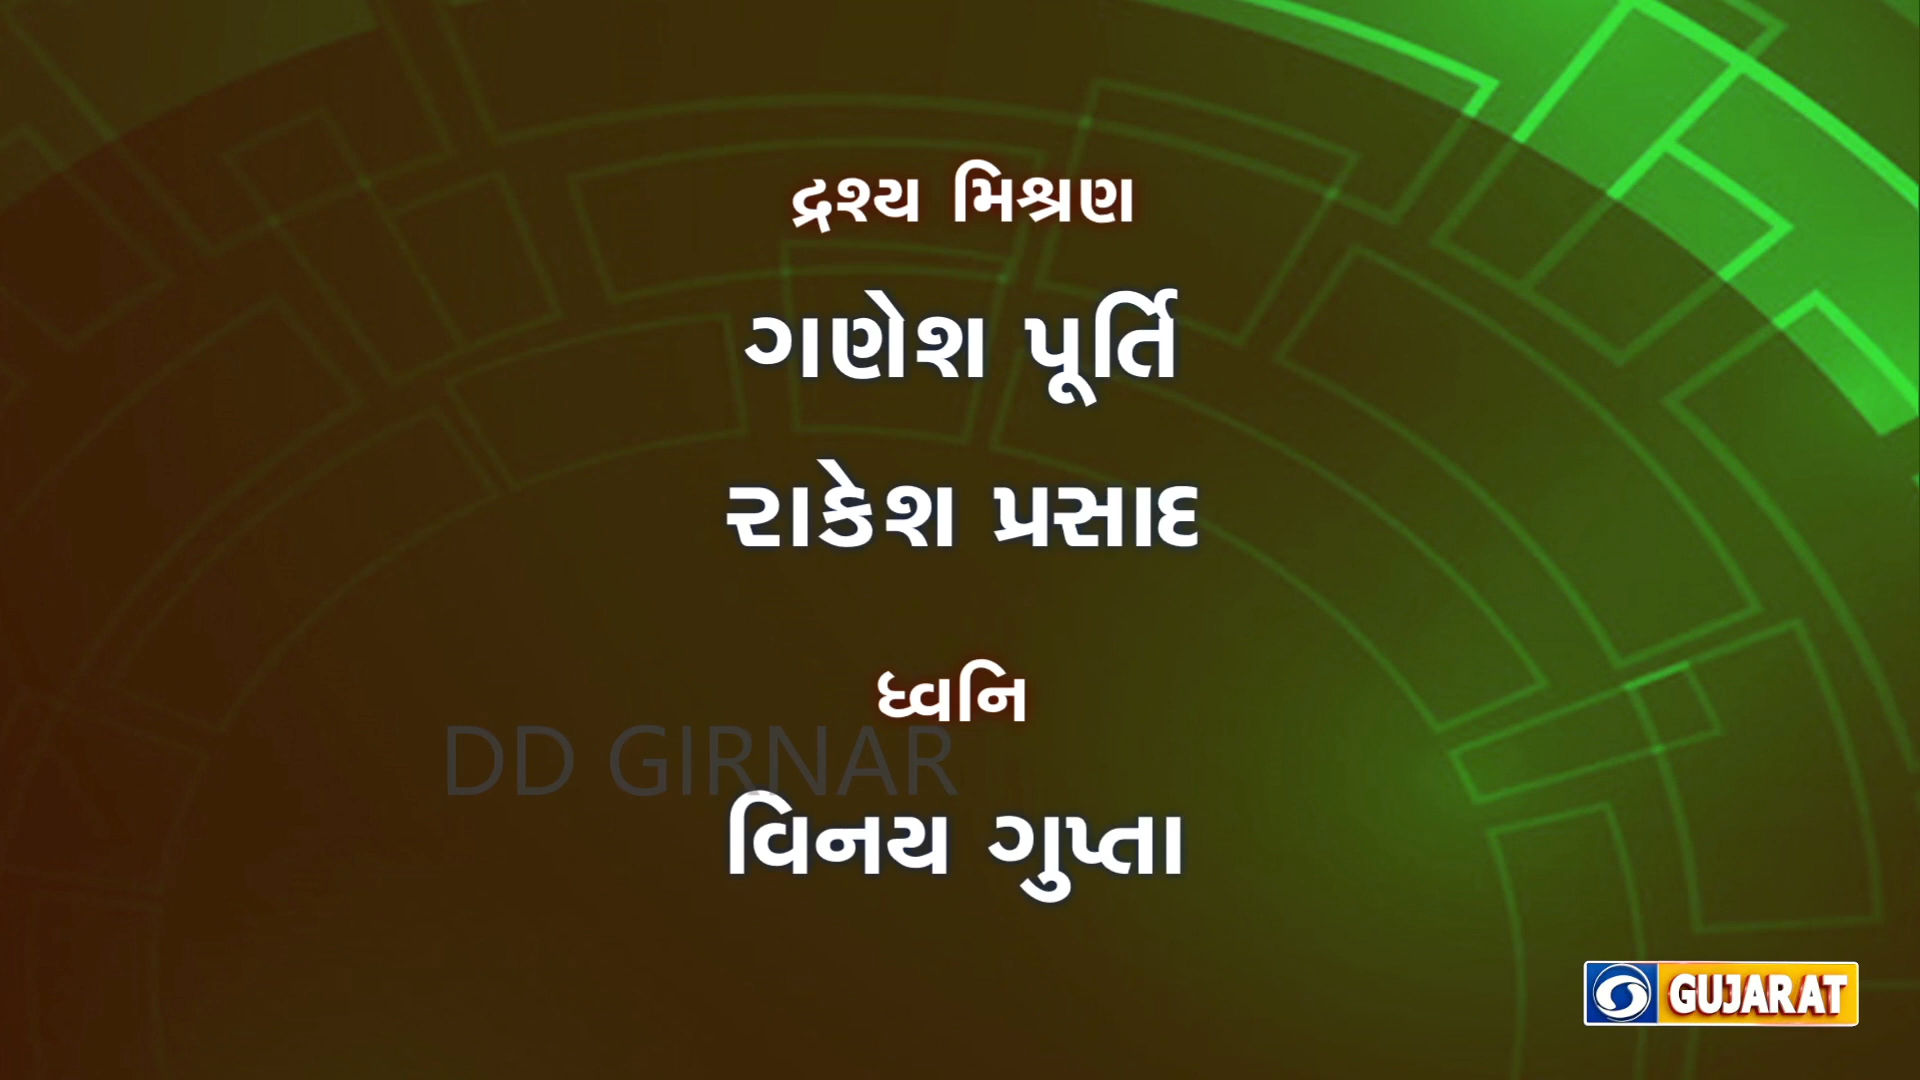 દ્રશ્ય મિશ્રણ
ગણેશ પૂર્તિ
રાકેશ પ્રસાદ
ધ્વનિ
DD GIRNAR
વિનય ગુપ્તા
GUJARAT